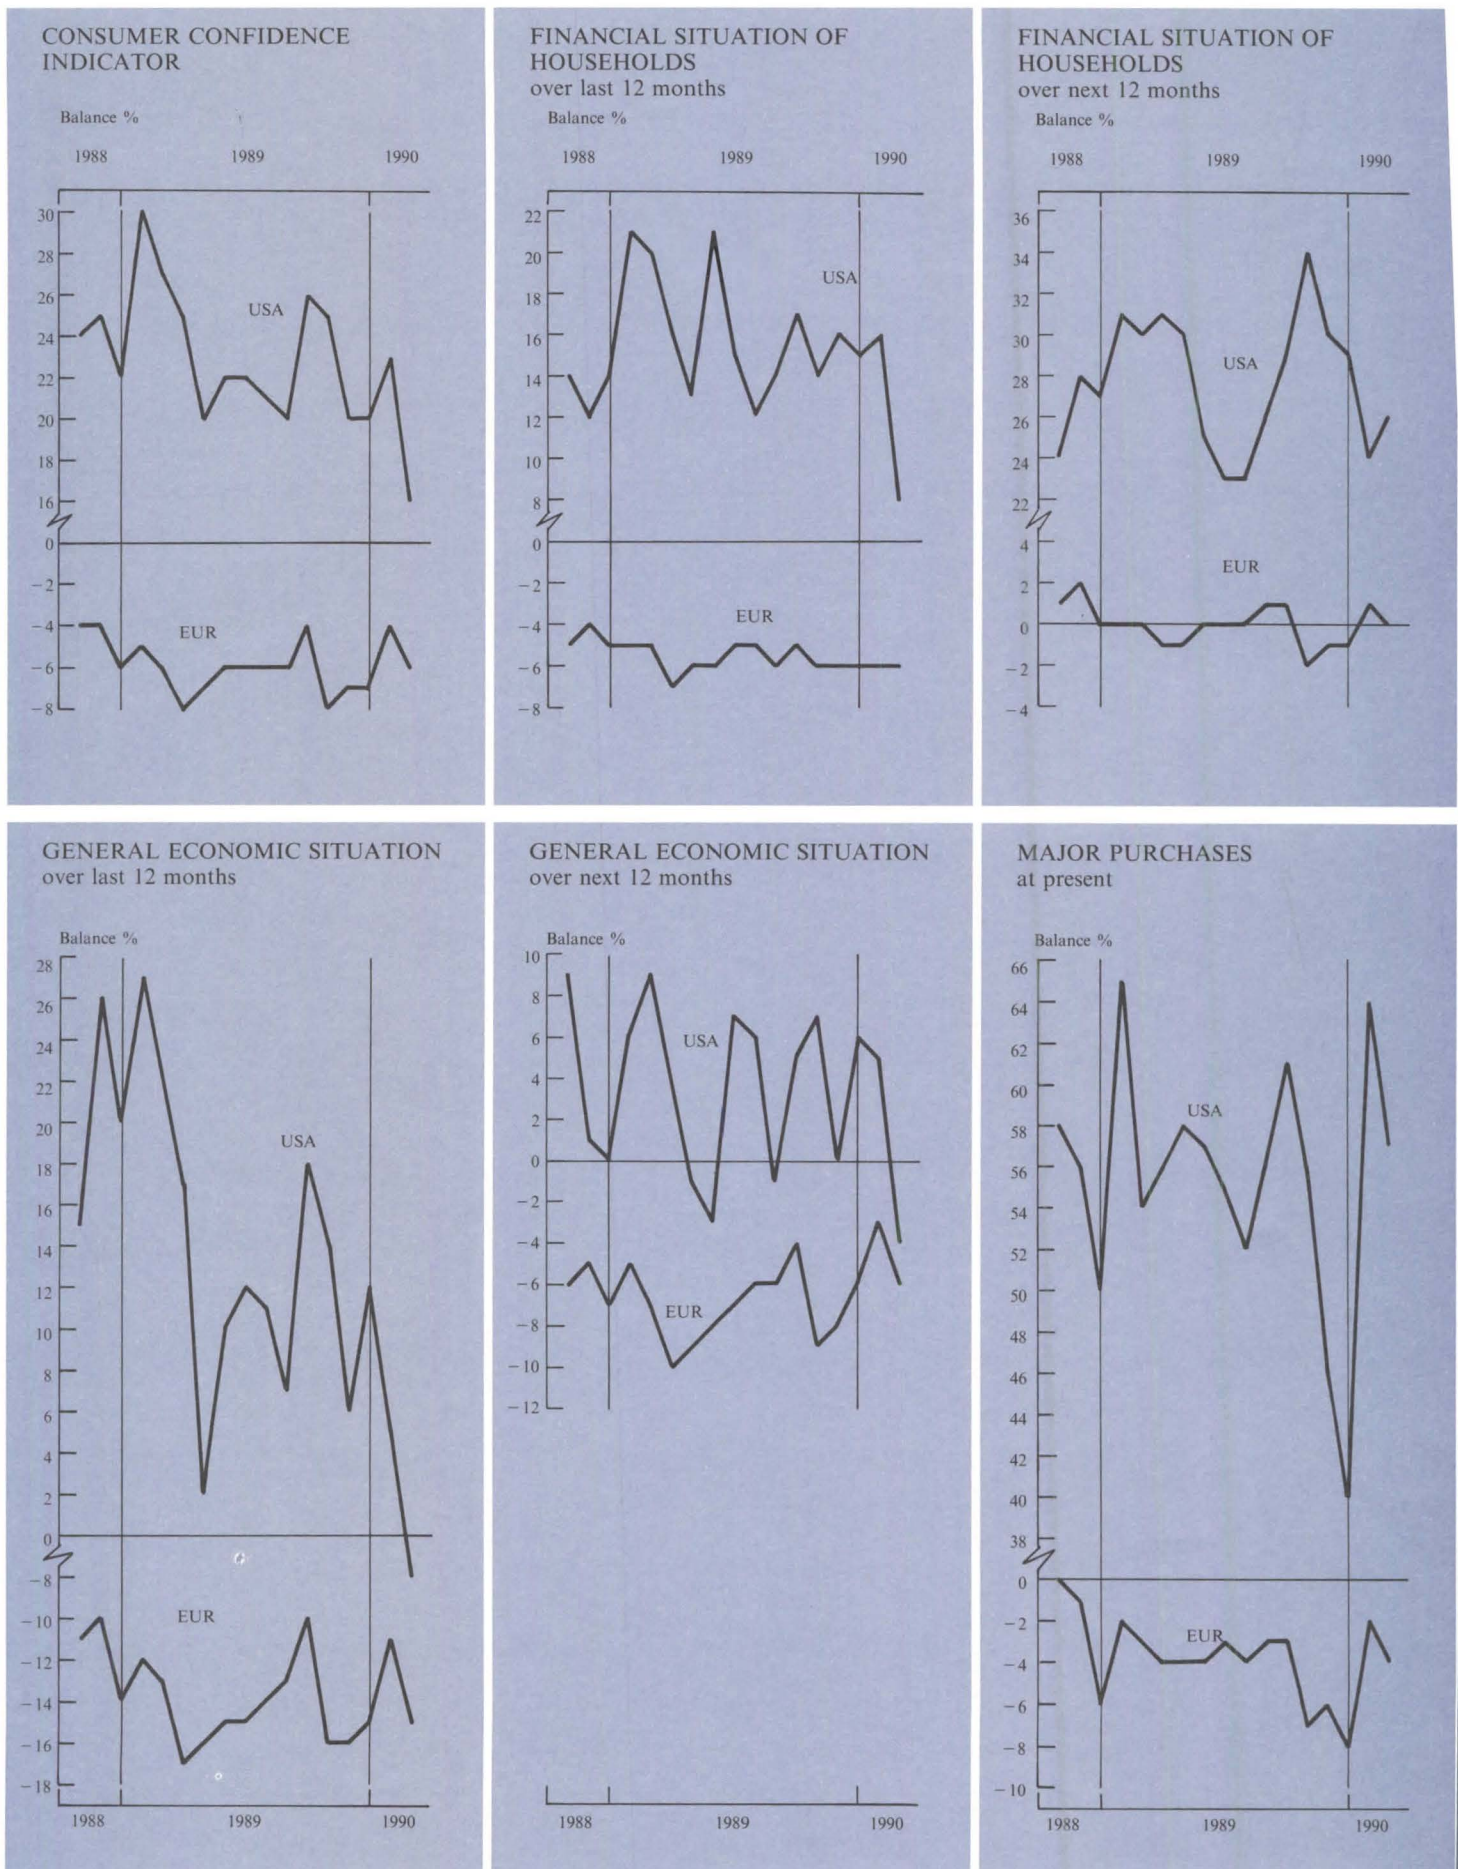 CONSUMER CONFIDENCE
INDICATOR
Balance %
1988 1989 1990
30
28
26
24
22
20
18
16
0
−2
−4
−6
−8
USA
EUR
FINANCIAL SITUATION OF
HOUSEHOLDS
over last 12 months
Balance %
1988 1989 1990
22
20
18
16
14
12
10
8
0
−2
−4
−6
−8
USA
EUR
FINANCIAL SITUATION OF
HOUSEHOLDS
over next 12 months
Balance %
1988 1989 1990
36
34
32
30
28
26
24
22
4
2
0
−2
−4
USA
EUR
GENERAL ECONOMIC SITUATION
over last 12 months
Balance %
28
26
24
22
20
18
16
14
12
10
8
6
4
2
0
−8
−10
−12
−14
−16
−18
USA
EUR
1988 1989 1990
GENERAL ECONOMIC SITUATION
over next 12 months
Balance %
10
8
6
4
2
0
−2
−4
−6
−8
−10
−12
USA
EUR
1988 1989 1990
MAJOR PURCHASES
at present
Balance %
66
64
62
60
58
56
54
52
50
48
46
44
42
40
38
0
−2
−4
−6
−8
−10
USA
EUR
1988 1989 1990